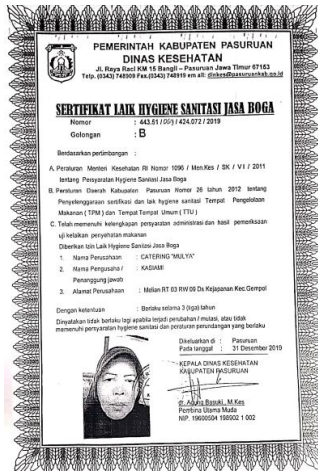 PEMERINTAH KABUPATEN PASURUAN
DINAS KESEHATAN
Jl. Raya Raci KM 15 Bangil – Pasuruan Jawa Timur 67153
Telp. (0343) 748909 Fax.(0343) 748919 em all: dinkes@pasuruankab.go.id
SERTIFIKAT LAIK HYGIENE SANITASI JASA BOGA
Nomor : 443.51 / / 424.072 / 2019
Golongan : B
Berdasarkan pertimbangan :
A. Peraturan Menteri Kesehatan RI Nomor 1096 / Men.Kes / SK / VI / 2011
tentang Persyaratan Hygiene Sanitasi Jasa Boga
B. Peraturan Daerah Kabupaten Pasuruan Nomor 26 tahun 2012 tentang
Penyelenggaraan sertifikasi dan laik hygiene sanitasi Tempat Pengelolaan
Makanan ( TPM ) dan Tempat Tempat Umum ( TTU )
C. Telah memenuhi kelengkapan persyaratan administrasi dan hasil pemeriksaan
uji kelaikan penyehatan makanan
Diberikan Iain Laik Hygiene Sanitasi Jasa Boga
1. Nama Perusahaan : CATERING "MULYA"
2. Nama Pengusaha / : KASIAMI
Penanggung jawab
3. Alamat Perusahaan : Melian RT 03 RW 09 Ds Kejapanan Kec.Gempol
Dengan ketentuan : Berlaku selama 3 (tiga) tahun
Dinyatakan tidak berlaku lagi apabila terjadi perubahan / mutasi, atau tidak
memenuhi persyaratan hygiene sanitasi dan peraturan perundangan yang berlaku
Dikeluarkan di : Pasuruan
Pada tanggal : 31 Desember 2019
KEPALA DINAS KESEHATAN
KABUPATEN PASURUAN
dr. Agung Basuki, M.Kes
Pembina Utama Muda
NIP. 19600504 198902 1 002